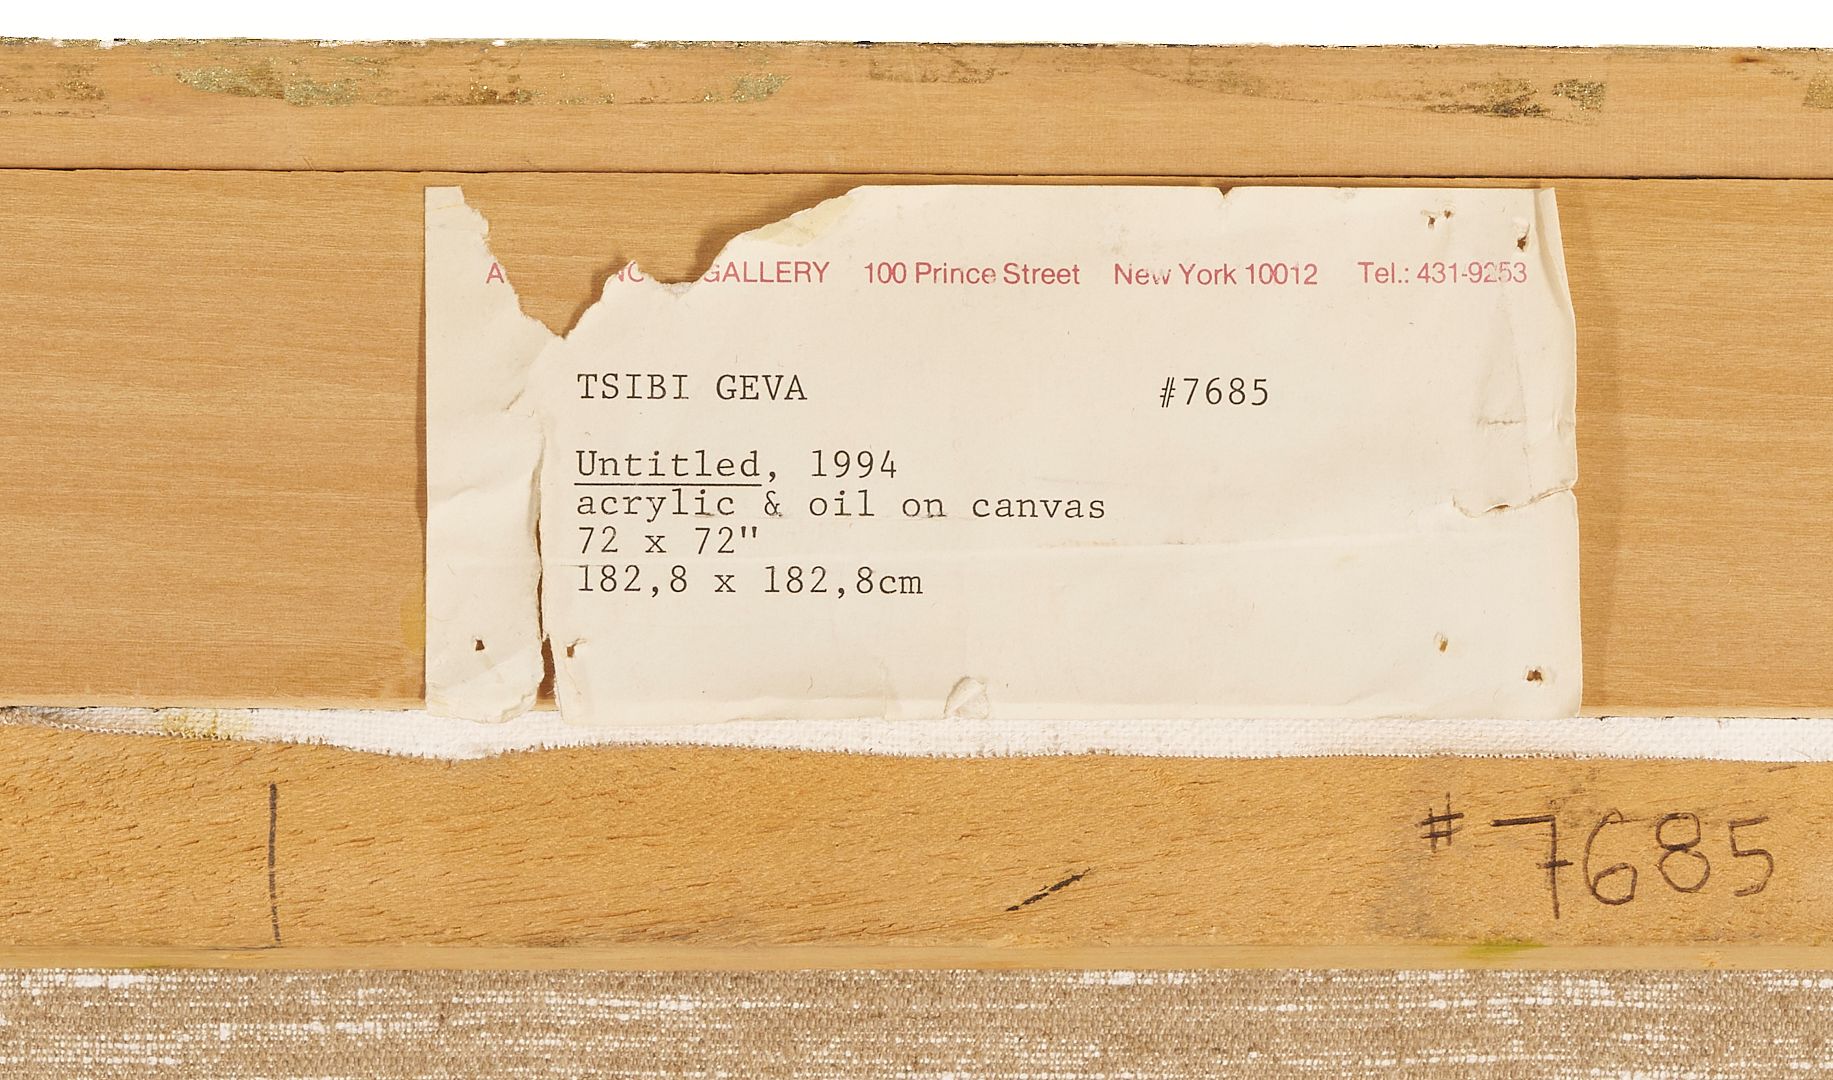 GALLERY 100 Prince Street New York 10012 Tel.: 431-9253
TSIBI GEVA #7685
Untitled, 1994
acrylic & oil on canvas
72 x 72"
182,8 x 182,8cm
#7685